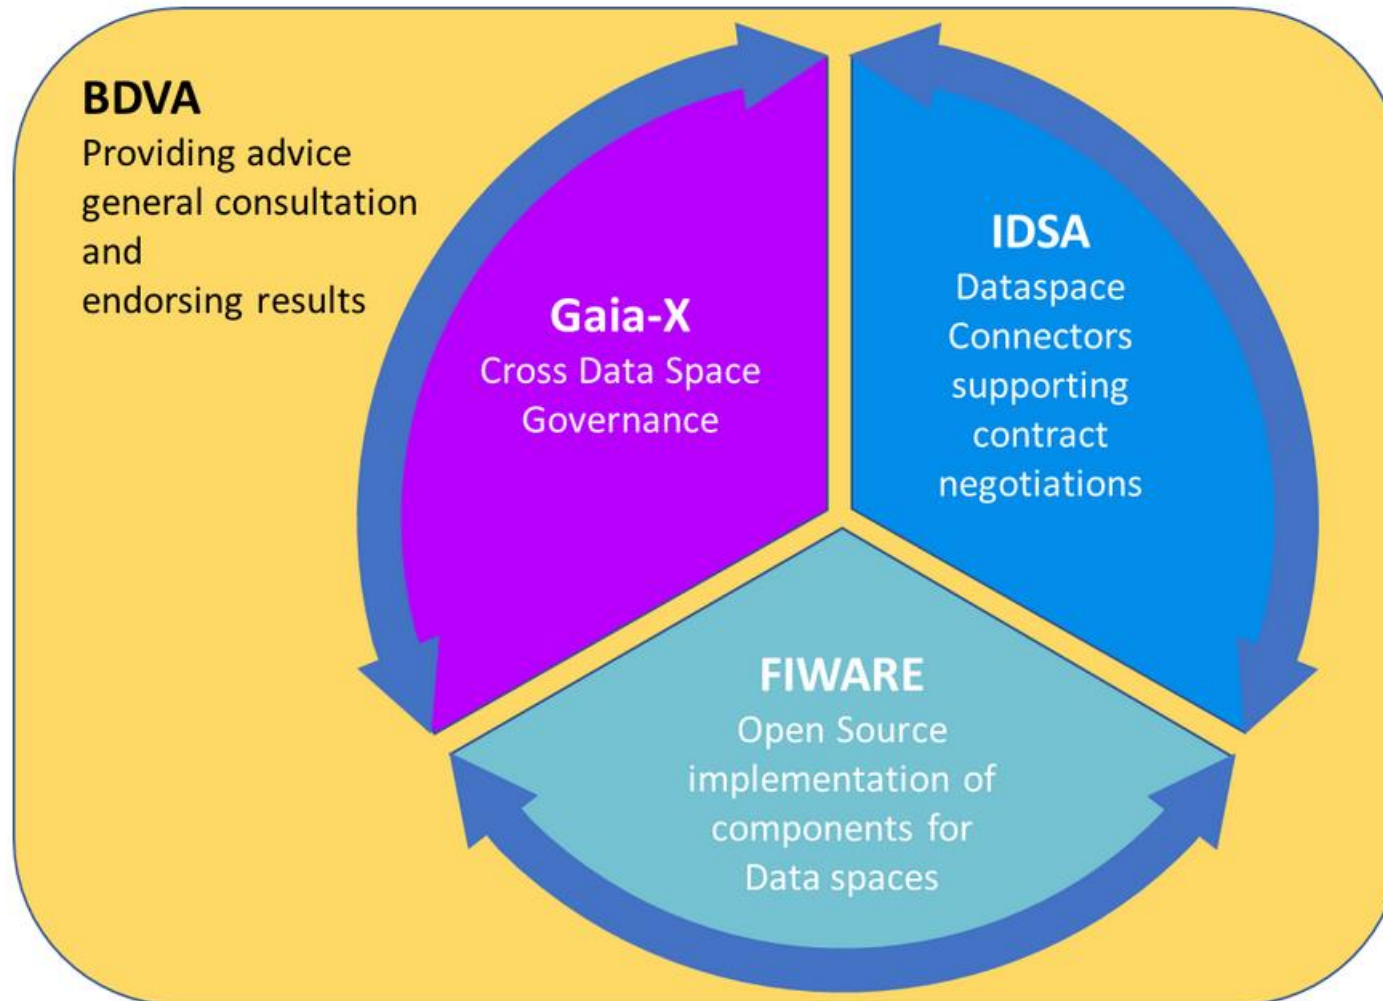 BDVA
Providing advice
general consultation
and
endorsing results
Gaia-X
Cross Data Space
Governance
IDSA
Dataspace
Connectors
supporting
contract
negotiations
FIWARE
Open Source
implementation of
components for
Data spaces